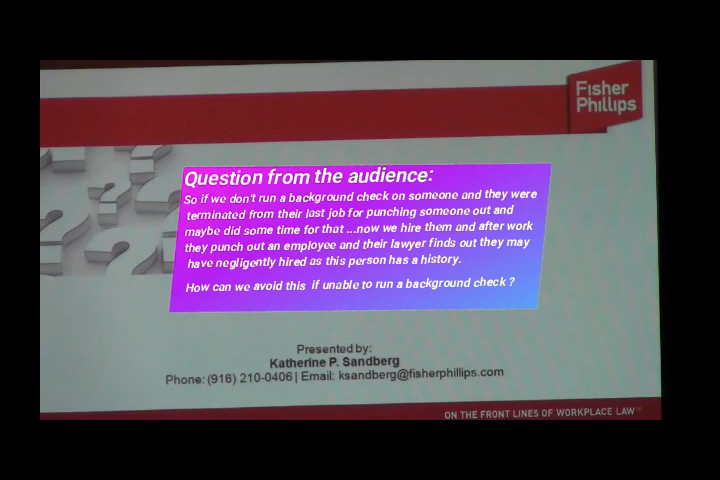 Fisher
Phillips
Question from the audience:
So if we don't run a background check on someone and they were
terminated from their last job for punching someone out and
maybe did some time for that ...now we hire them and after work
they punch out an employee and their lawyer finds out they may
have negligently hired as this person has a history.
How can we avoid this if unable to run a background check ?
Presented by:
Katherine P. Sandberg
Phone: (916) 210-0406 | Email: ksandberg@fisherphillips.com
ON THE FRONT LINES OF WORKPLACE LAW™